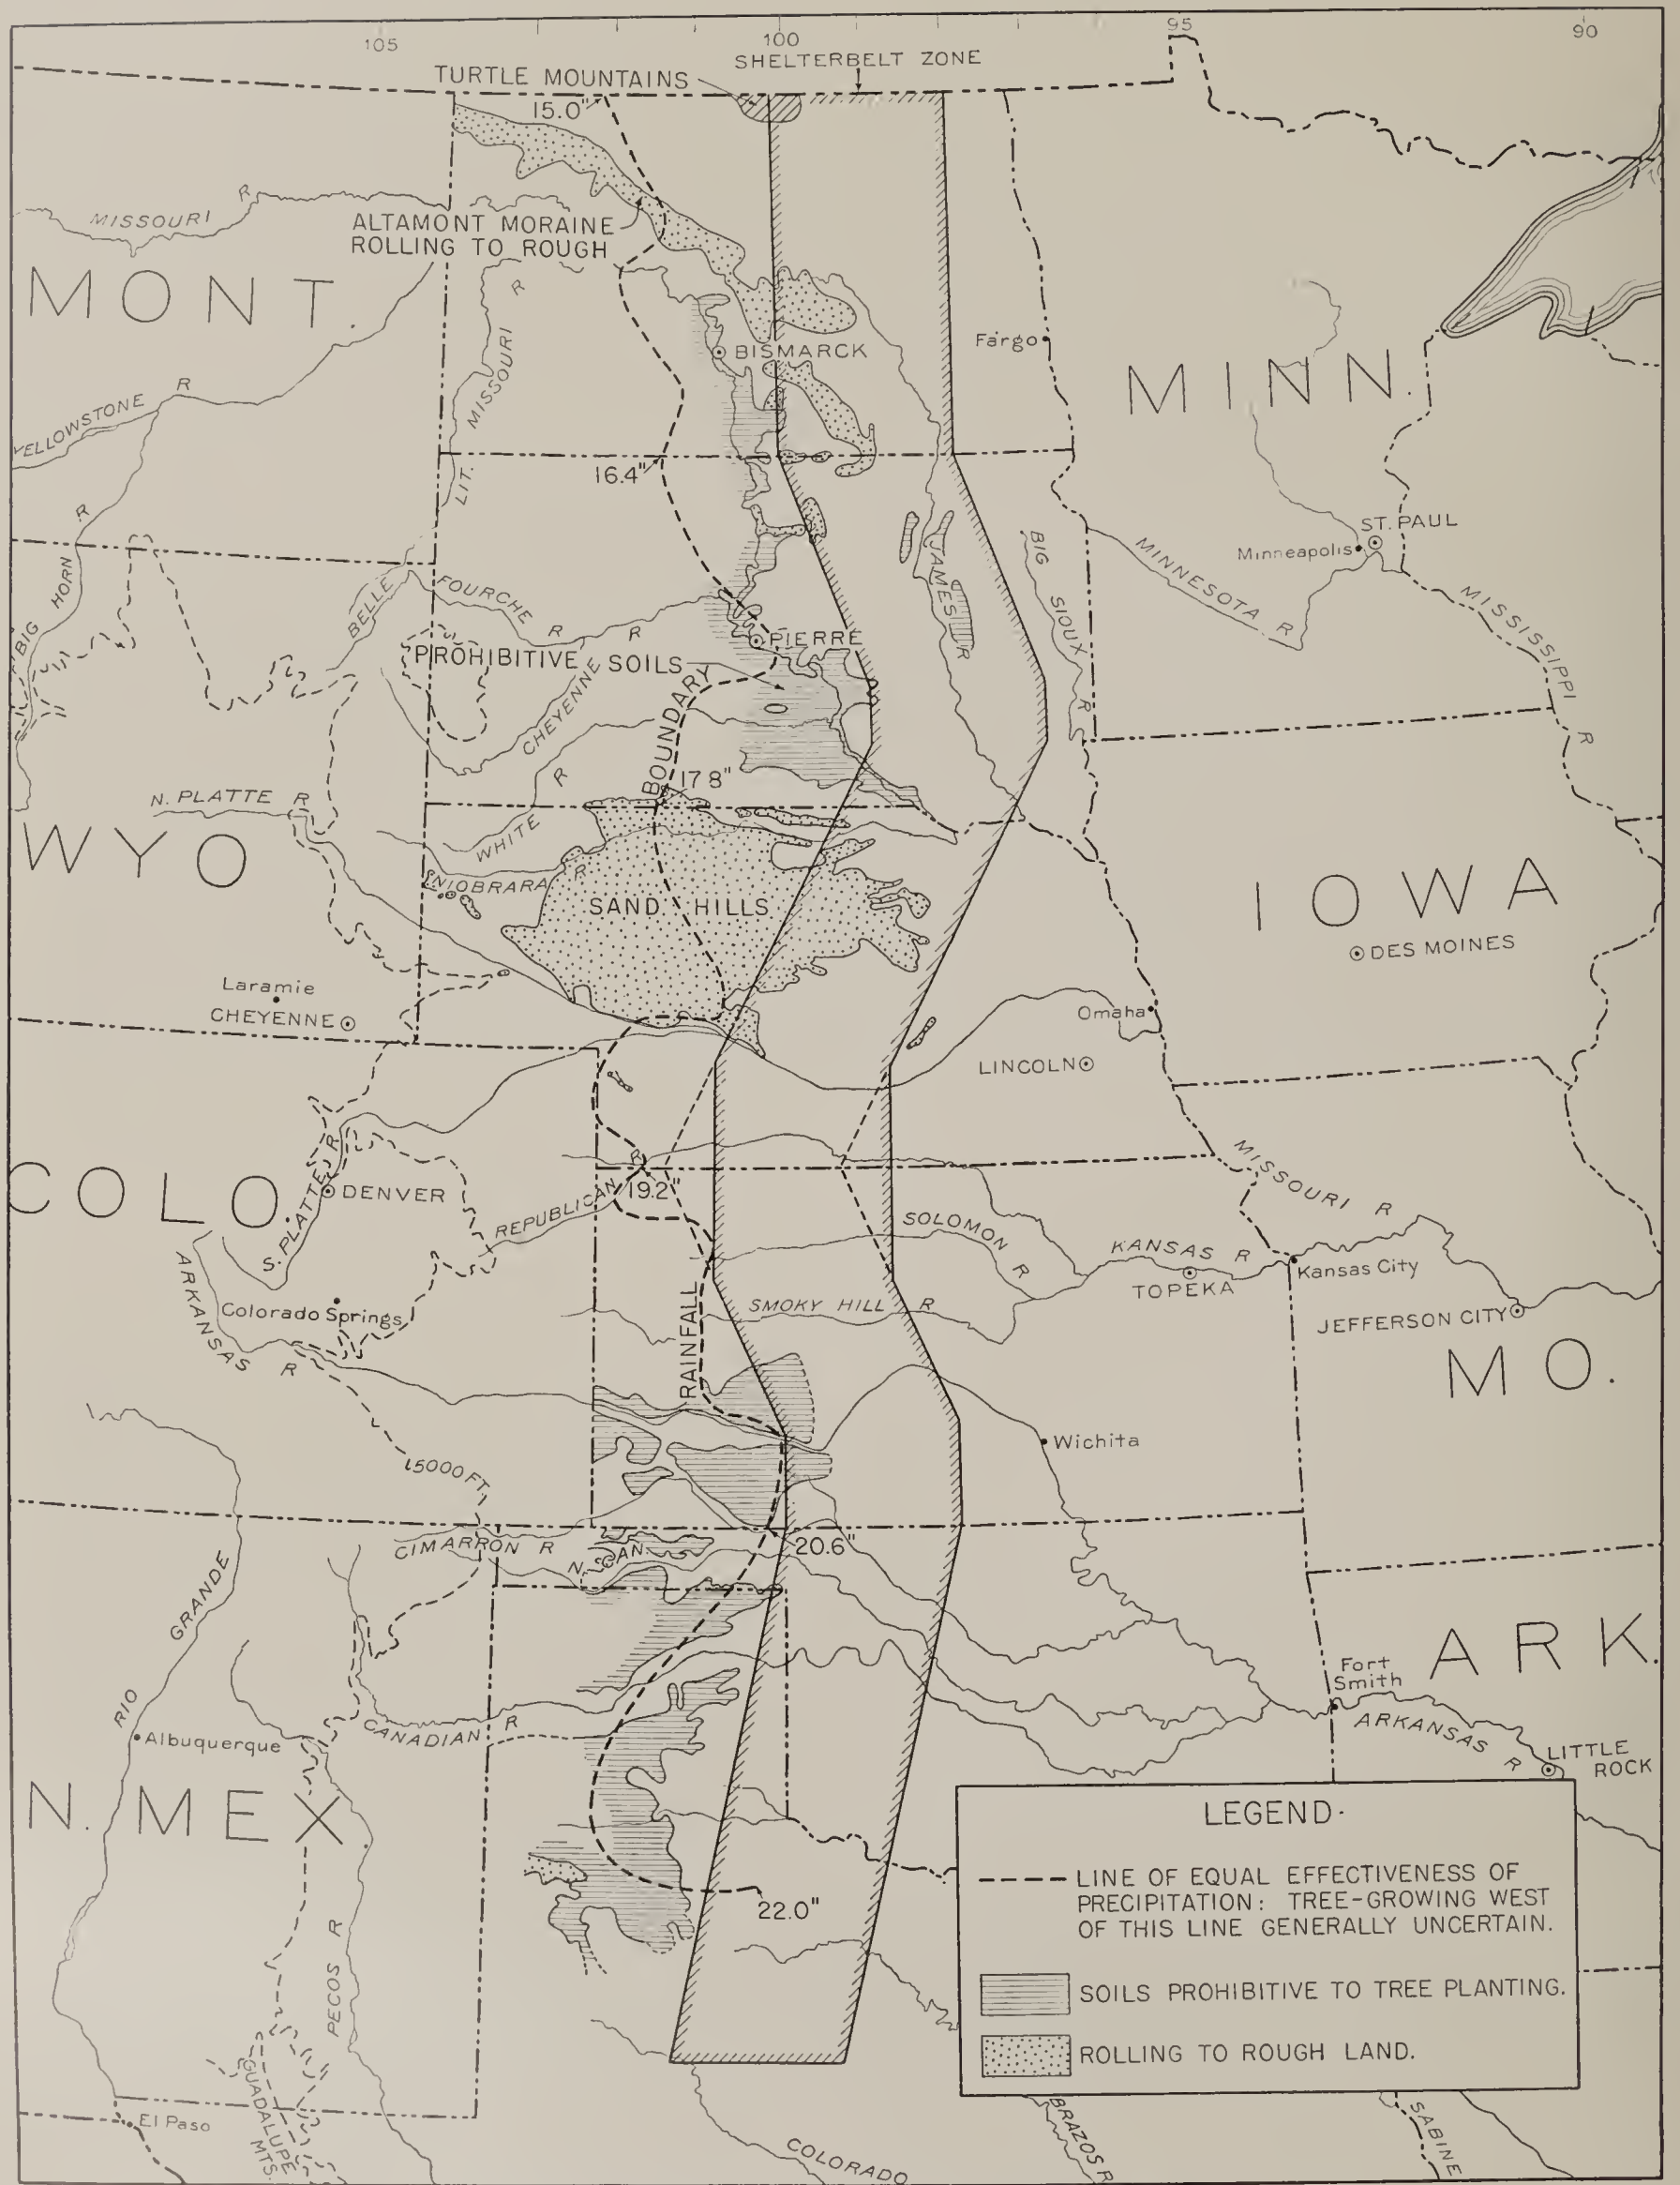 105
100
95
90
SHELTERBELT ZONE
TURTLE MOUNTAINS
15.0"
MISSOURI R
ALTAMONT MORAINE
ROLLING TO ROUGH
MONT.
R
BISMARCK
Fargo
MINN.
YELLOWSTONE R
LIT. MISSOURI
16.4"
R
BIG HORN
ST. PAUL
Minneapolis
BIG SIOUX R
MINNESOTA R
MISSISSIPPI R
JAMES R
BELLE FOURCHE R
R
PIERRE
PROHIBITIVE SOILS
CHEYENNE
BOUNDARY
17.8"
N. PLATTE R
WHITE R
WYO
NIOBRARA R
SAND HILLS
IOWA
DES MOINES
Laramie
CHEYENNE
Omaha
LINCOLN
COLO.
S. PLATTE R
DENVER
REPUBLICAN R
19.2"
MISSOURI R
SOLOMON R
KANSAS R
TOPEKA
Kansas City
ARKANSAS R
Colorado Springs
RAINFALL
SMOKY HILL R
JEFFERSON CITY
MO.
Wichita
5000 FT.
CIMARRON R
N. CAN.
20.6"
RIO GRANDE
ARK.
Fort
Smith
ARKANSAS R
LITTLE
ROCK
CANADIAN R
Albuquerque
N. MEX
22.0"
PECOS R
GUADALUPE
MTS.
El Paso
COLORADO
BRAZOS R
SABINE
LEGEND-
LINE OF EQUAL EFFECTIVENESS OF
PRECIPITATION: TREE-GROWING WEST
OF THIS LINE GENERALLY UNCERTAIN.
SOILS PROHIBITIVE TO TREE PLANTING.
ROLLING TO ROUGH LAND.